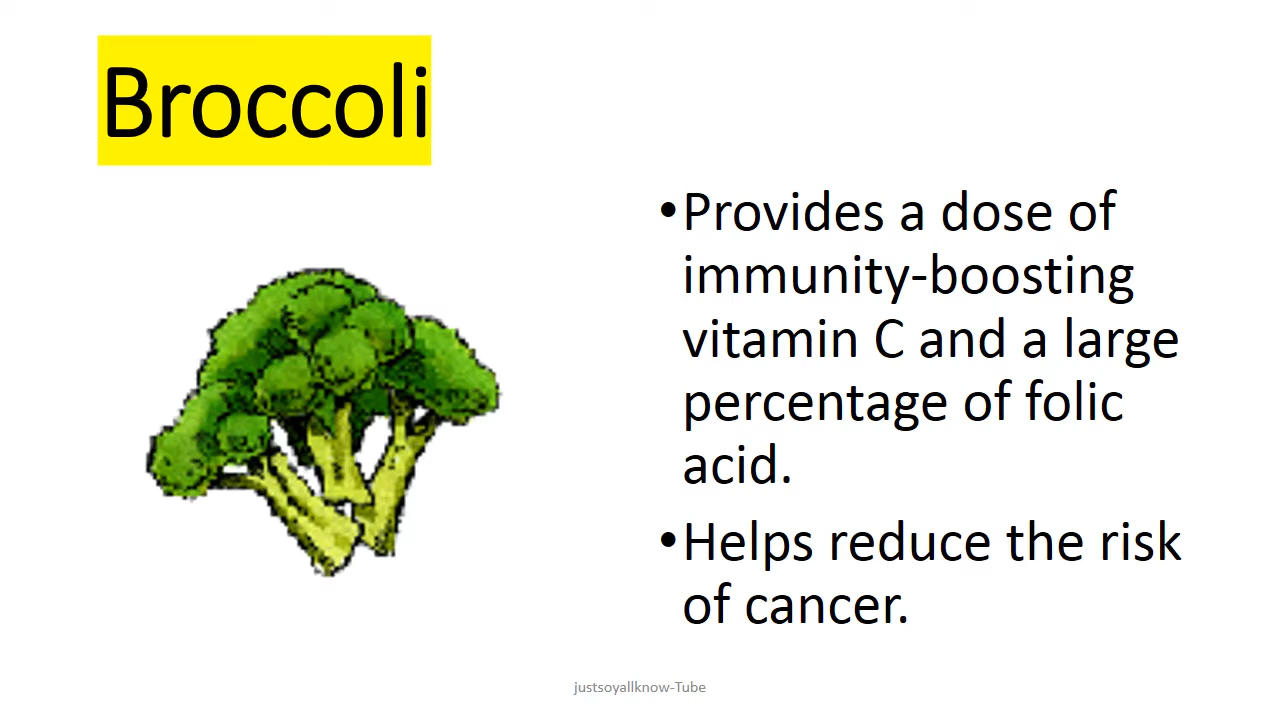 Broccoli
•Provides a dose of
immunity-boosting
vitamin C and a large
percentage of folic
acid.
•Helps reduce the risk
of cancer.
justsoyallknow-Tube